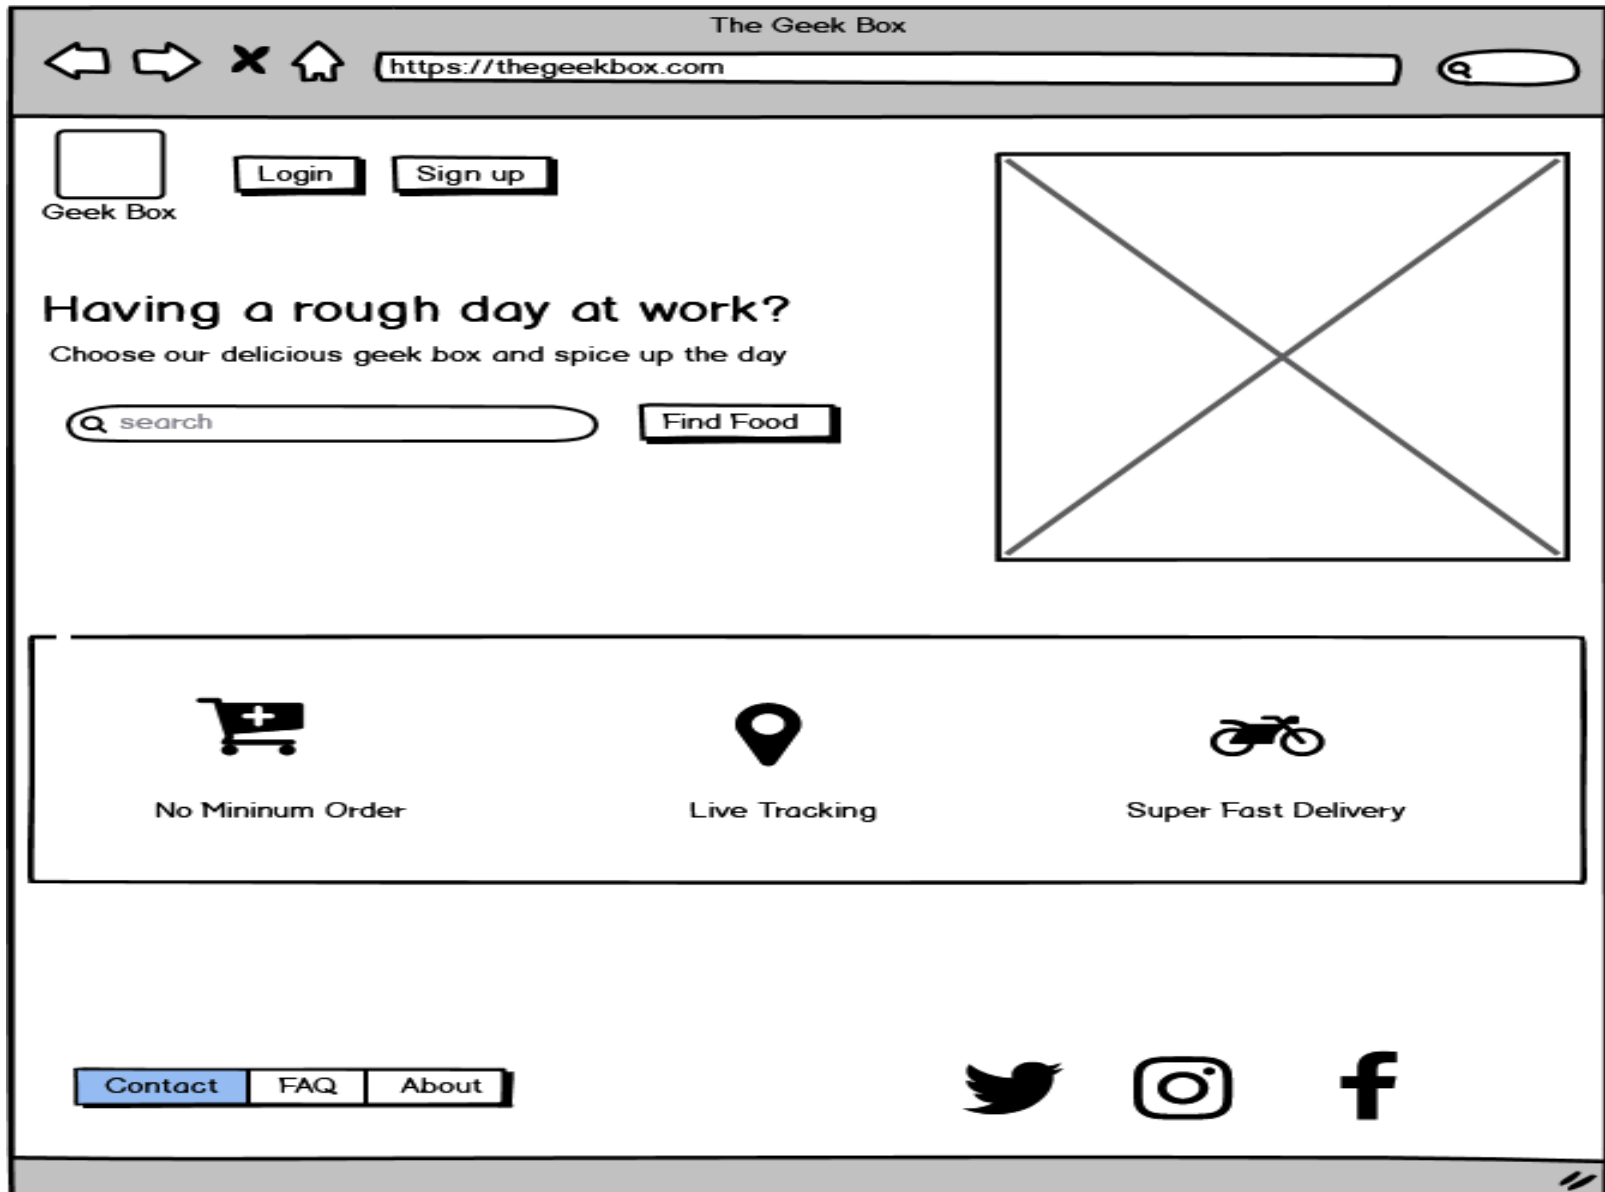 The Geek Box
https://thegeekbox.com
Login
Sign up
Geek Box
Having a rough day at work?
Choose our delicious geek box and spice up the day
search
Find Food
No Mininum Order
Live Tracking
Super Fast Delivery
Contact
FAQ
About